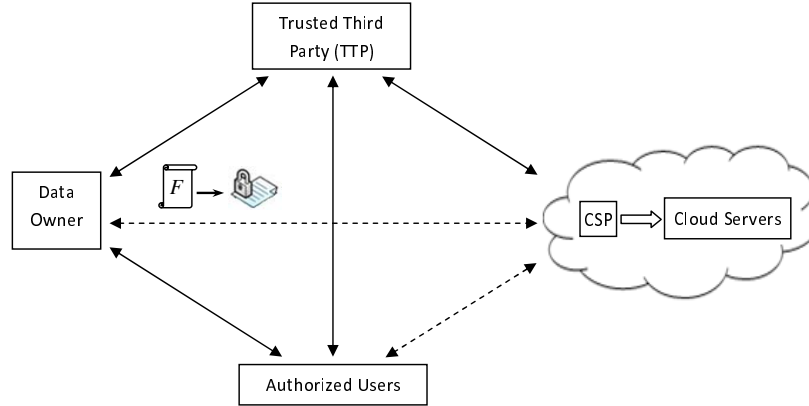 Trusted Third
Party (TTP)
F
Data
Owner
CSP
Cloud Servers
Authorized Users